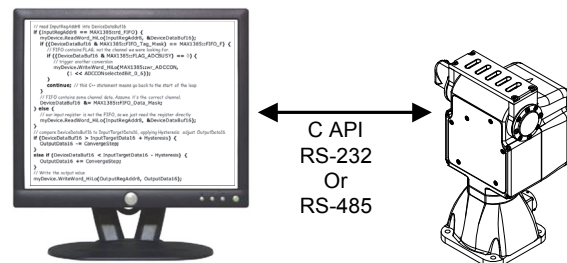 // read InputRegAddr8 into DeviceDataBuf16
if (InputRegAddr8 == MAX1385cmd_FIFO) {
myDevice.ReadWord_HiLo(InputRegAddr8, &DeviceDataBuf16);
if ((DeviceDataBuf16 & MAX1385cfFIFO_Tag_Mask) == MAX1385cfFIFO_F) {
// FIFO contains FLAG, not the channel we were looking for
if ((DeviceDataBuf16 & MAX1385cfFLAG_ADCBUSY) == 0) {
// trigger another conversion
myDevice.WriteWord_HiLo(MAX1385cwr_ADCCON,
(1 << ADCCONselectedBit_0_6));
}
continue; // this C++ statement means go back to the start of the loop
}
// FIFO contains some channel data. Assume it's the correct channel.
DeviceDataBuf16 &= MAX1385cfFIFO_Data_Mask;
} else {
// our input register is not the FIFO, so we just read the register directly
myDevice.ReadWord_HiLo(InputRegAddr8, &DeviceDataBuf16);
}
// compare DeviceDataBuf16 to InputTargetData16, applying Hysteresis; adjust OutputData16
if (DeviceDataBuf16 > InputTargetData16 + Hysteresis) {
OutputData16 -= ConvergeStep;
}
else if (DeviceDataBuf16 < InputTargetData16 - Hysteresis) {
OutputData16 += ConvergeStep;
}
// Write the output value
myDevice.WriteWord_HiLo(OutputRegAddr8, OutputData16);
C API
RS-232
Or
RS-485